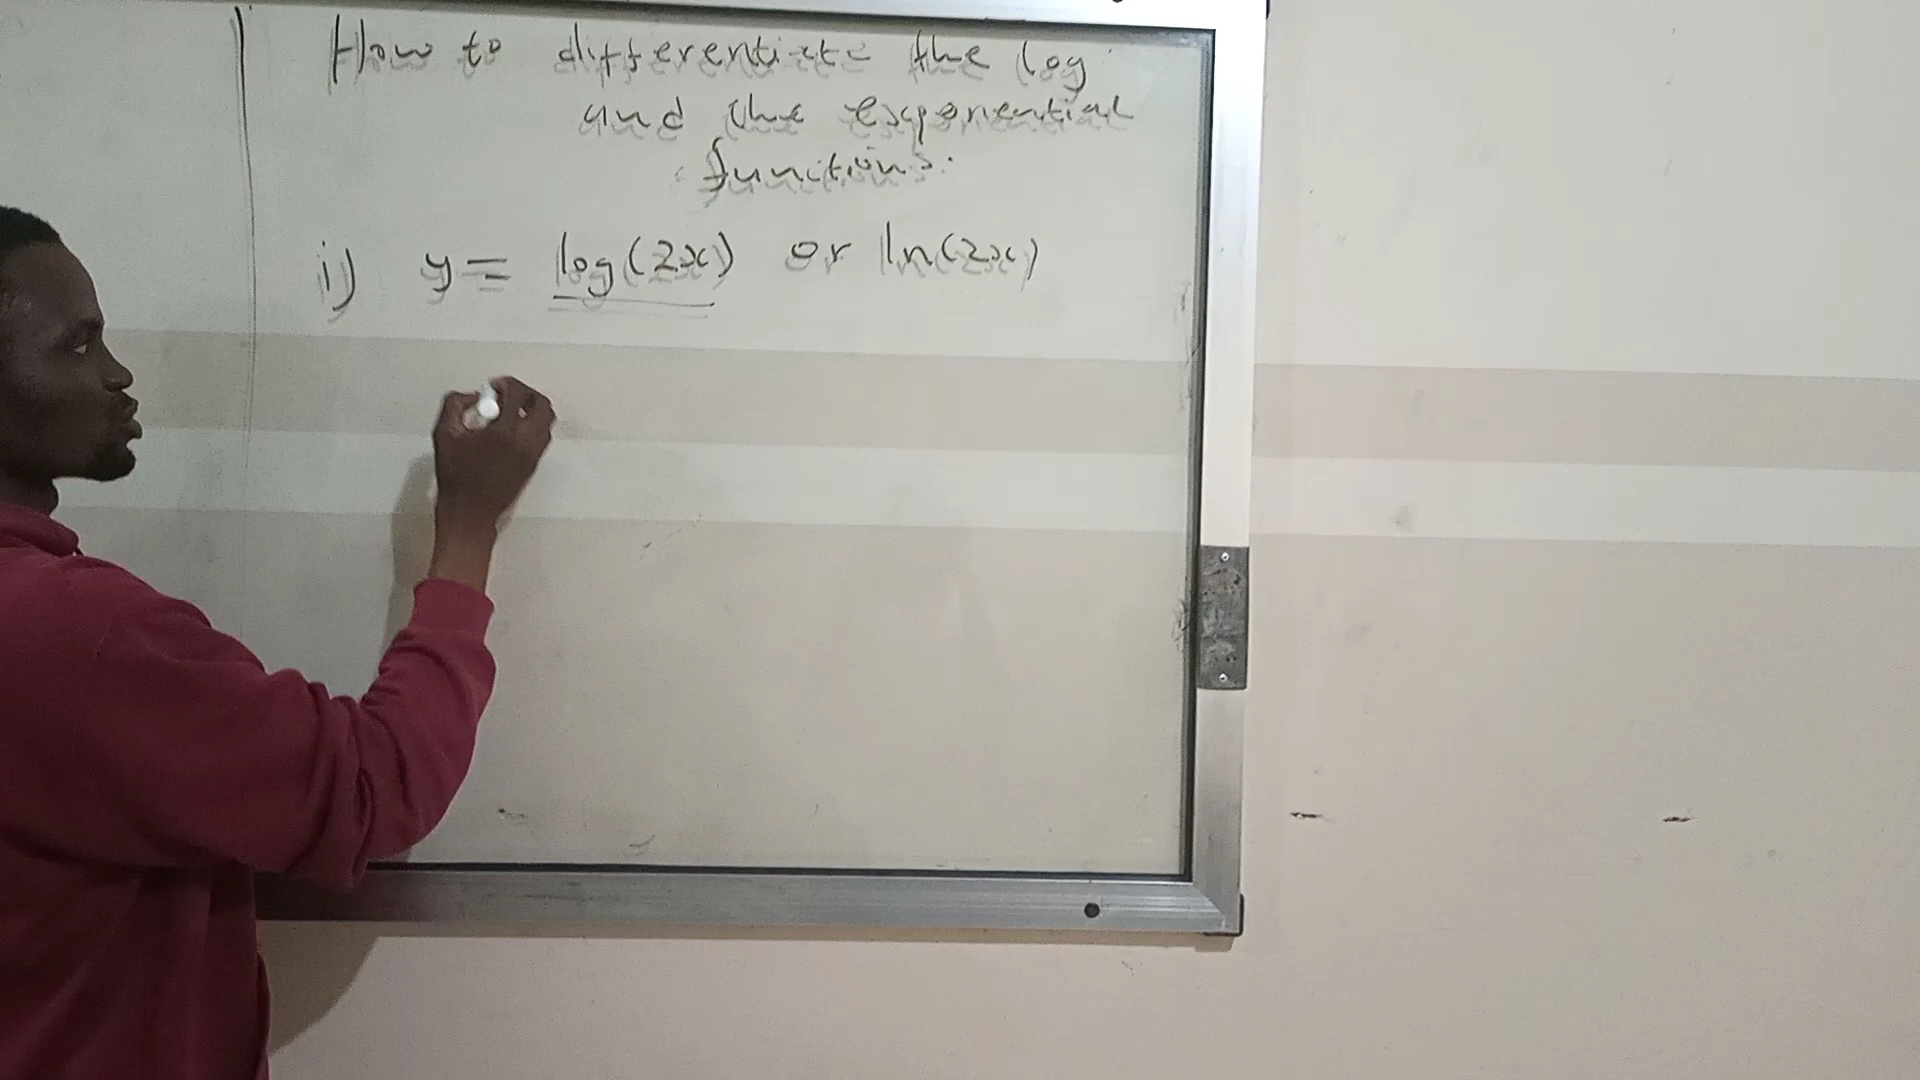 How to differentiate the log
and the exponential
functions.
i) y = log(2x) or ln(2x)